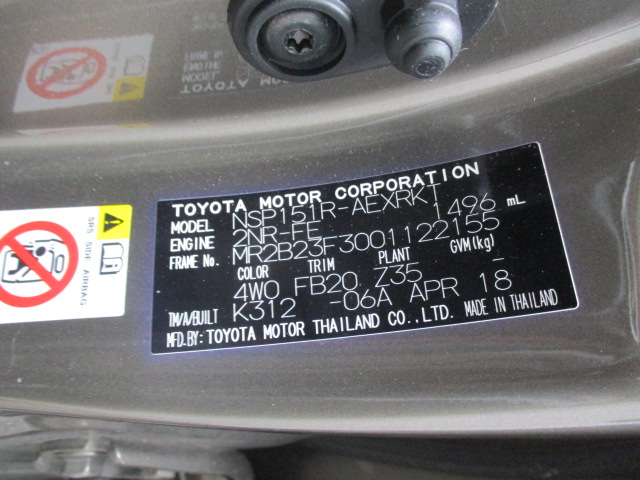 TOYOTA MOTOR CORPORATION
MODEL NSP151R-AEXRKT
ENGINE 2NR-FE 1496 mL
FRAME No. MR2B23F3001122155
COLOR TRIM PLANT GVM(kg)
4W0 FB20 Z35 -
TM/A/BUILT K312 -06A APR 18 MADE IN THAILAND
MFD.BY: TOYOTA MOTOR THAILAND CO.,LTD.
SRS SIDE AIRBAG